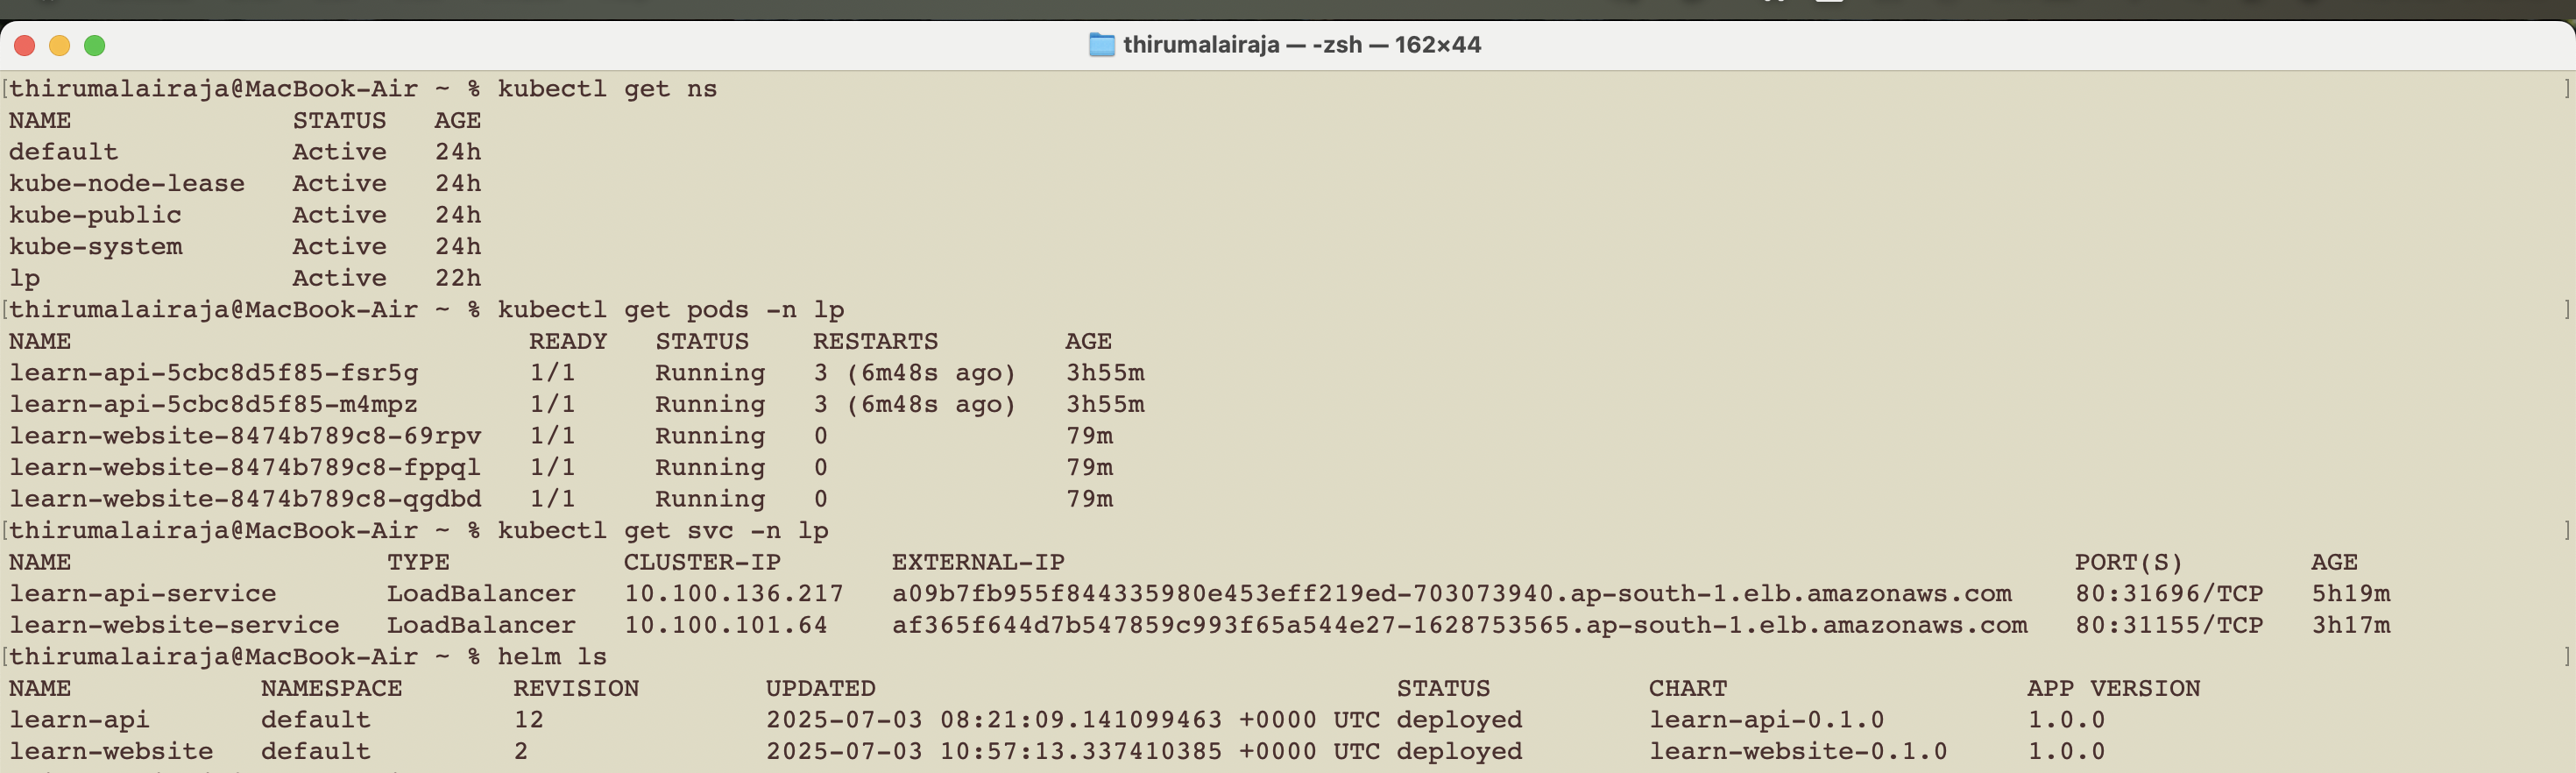 thirumalairaja — -zsh — 162×44
[thirumalairaja@MacBook-Air ~ % kubectl get ns ]
NAME STATUS AGE
default Active 24h
kube-node-lease Active 24h
kube-public Active 24h
kube-system Active 24h
lp Active 22h
[thirumalairaja@MacBook-Air ~ % kubectl get pods -n lp ]
NAME READY STATUS RESTARTS AGE
learn-api-5cbc8d5f85-fsr5g 1/1 Running 3 (6m48s ago) 3h55m
learn-api-5cbc8d5f85-m4mpz 1/1 Running 3 (6m48s ago) 3h55m
learn-website-8474b789c8-69rpv 1/1 Running 0 79m
learn-website-8474b789c8-fppql 1/1 Running 0 79m
learn-website-8474b789c8-qgdbd 1/1 Running 0 79m
[thirumalairaja@MacBook-Air ~ % kubectl get svc -n lp ]
NAME TYPE CLUSTER-IP EXTERNAL-IP PORT(S) AGE
learn-api-service LoadBalancer 10.100.136.217 a09b7fb955f844335980e453eff219ed-703073940.ap-south-1.elb.amazonaws.com 80:31696/TCP 5h19m
learn-website-service LoadBalancer 10.100.101.64 af365f644d7b547859c993f65a544e27-1628753565.ap-south-1.elb.amazonaws.com 80:31155/TCP 3h17m
[thirumalairaja@MacBook-Air ~ % helm ls ]
NAME NAMESPACE REVISION UPDATED STATUS CHART APP VERSION
learn-api default 12 2025-07-03 08:21:09.141099463 +0000 UTC deployed learn-api-0.1.0 1.0.0
learn-website default 2 2025-07-03 10:57:13.337410385 +0000 UTC deployed learn-website-0.1.0 1.0.0